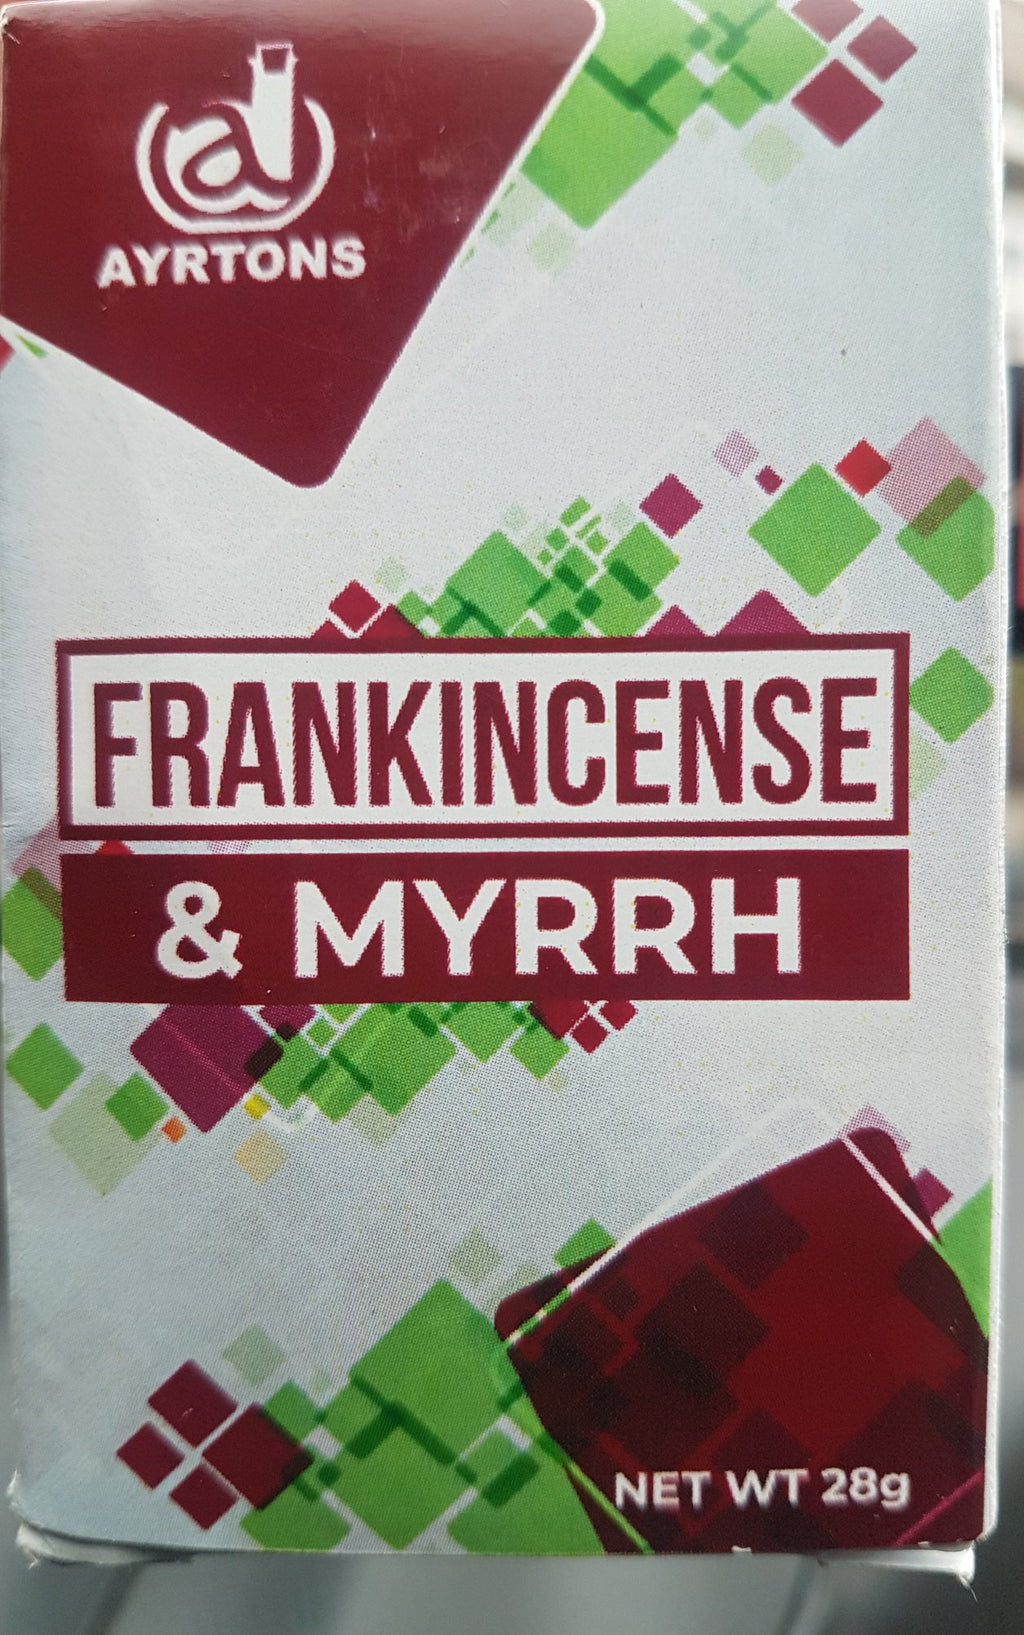 AYRTONS
FRANKINCENSE
& MYRRH
NET WT 28g